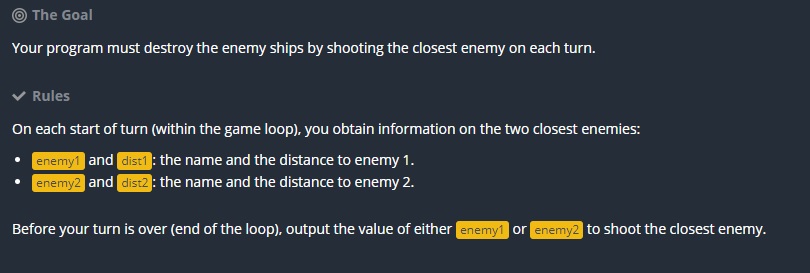 The Goal
Your program must destroy the enemy ships by shooting the closest enemy on each turn.
Rules
On each start of turn (within the game loop), you obtain information on the two closest enemies:
• enemy1 and dist1: the name and the distance to enemy 1.
• enemy2 and dist2: the name and the distance to enemy 2.
Before your turn is over (end of the loop), output the value of either enemy1 or enemy2 to shoot the closest enemy.